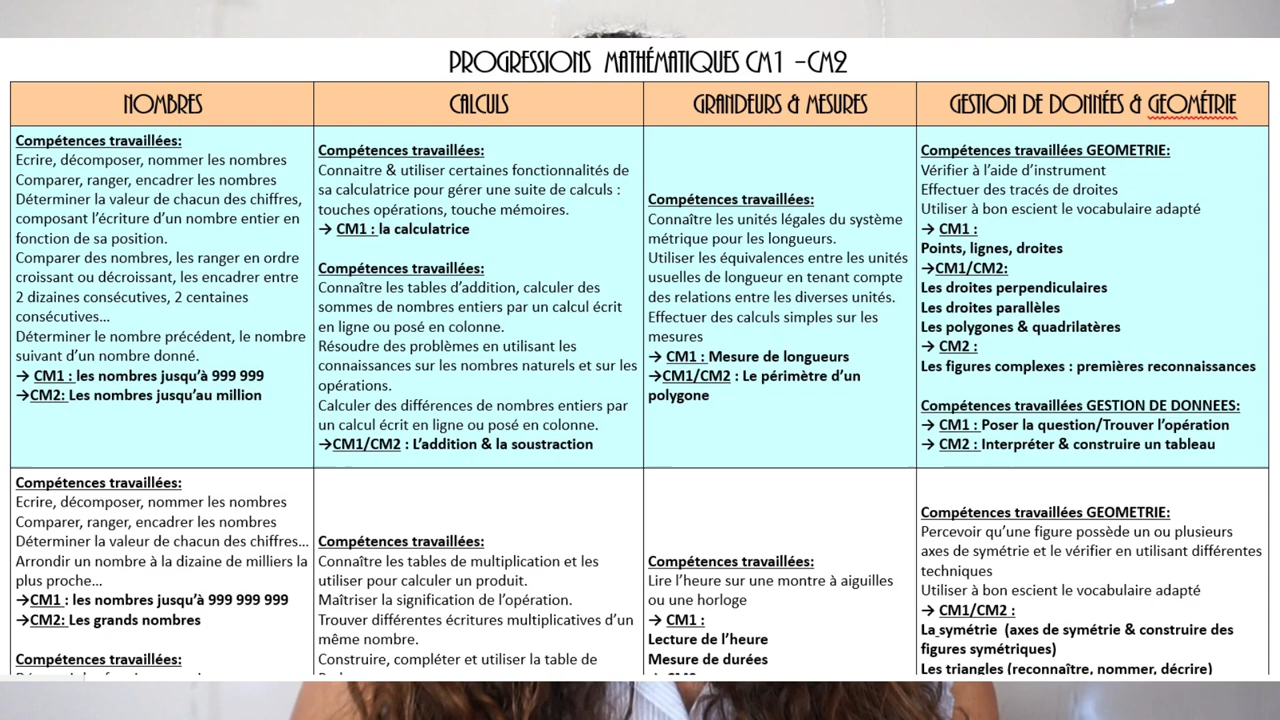 PROGRESSIONS MATHÉMATIQUES CM1 -CM2
NOMBRES
CALCULS
GRANDEURS & MESURES
GESTION DE DONNÉES & GEOMÉTRIE
Compétences travaillées:
Ecrire, décomposer, nommer les nombres
Comparer, ranger, encadrer les nombres
Déterminer la valeur de chacun des chiffres,
composant l'écriture d'un nombre entier en
fonction de sa position.
Comparer des nombres, les ranger en ordre
croissant ou décroissant, les encadrer entre
2 dizaines consécutives, 2 centaines
consécutives...
Déterminer le nombre précédent, le nombre
suivant d'un nombre donné.
→ CM1 : les nombres jusqu'à 999 999
→CM2: Les nombres jusqu'au million
Compétences travaillées:
Connaitre & utiliser certaines fonctionnalités de
sa calculatrice pour gérer une suite de calculs :
touches opérations, touche mémoires.
→ CM1 : la calculatrice
Compétences travaillées:
Connaître les tables d'addition, calculer des
sommes de nombres entiers par un calcul écrit
en ligne ou posé en colonne.
Résoudre des problèmes en utilisant les
connaissances sur les nombres naturels et sur les
opérations.
Calculer des différences de nombres entiers par
un calcul écrit en ligne ou posé en colonne.
→CM1/CM2 : L'addition & la soustraction
Compétences travaillées:
Connaître les unités légales du système
métrique pour les longueurs.
Utiliser les équivalences entre les unités
usuelles de longueur en tenant compte
des relations entre les diverses unités.
Effectuer des calculs simples sur les
mesures
→ CM1 : Mesure de longueurs
→CM1/CM2 : Le périmètre d'un
polygone
Compétences travaillées GEOMETRIE:
Vérifier à l'aide d'instrument
Effectuer des tracés de droites
Utiliser à bon escient le vocabulaire adapté
→ CM1 :
Points, lignes, droites
→CM1/CM2:
Les droites perpendiculaires
Les droites parallèles
Les polygones & quadrilatères
→ CM2 :
Les figures complexes : premières reconnaissances
Compétences travaillées GESTION DE DONNEES:
→ CM1 : Poser la question/Trouver l'opération
→ CM2 : Interpréter & construire un tableau
Compétences travaillées:
Ecrire, décomposer, nommer les nombres
Comparer, ranger, encadrer les nombres
Déterminer la valeur de chacun des chiffres...
Arrondir un nombre à la dizaine de milliers la
plus proche...
→CM1 : les nombres jusqu'à 999 999 999
→CM2: Les grands nombres
Compétences travaillées:
Compétences travaillées:
Connaître les tables de multiplication et les
utiliser pour calculer un produit.
Maîtriser la signification de l'opération.
Trouver différentes écritures multiplicatives d'un
même nombre.
Construire, compléter et utiliser la table de
Compétences travaillées:
Lire l'heure sur une montre à aiguilles
ou une horloge
→ CM1 :
Lecture de l'heure
Mesure de durées
Compétences travaillées GEOMETRIE:
Percevoir qu'une figure possède un ou plusieurs
axes de symétrie et le vérifier en utilisant différentes
techniques
Utiliser à bon escient le vocabulaire adapté
→ CM1/CM2 :
La symétrie (axes de symétrie & construire des
figures symétriques)
Les triangles (reconnaître, nommer, décrire)